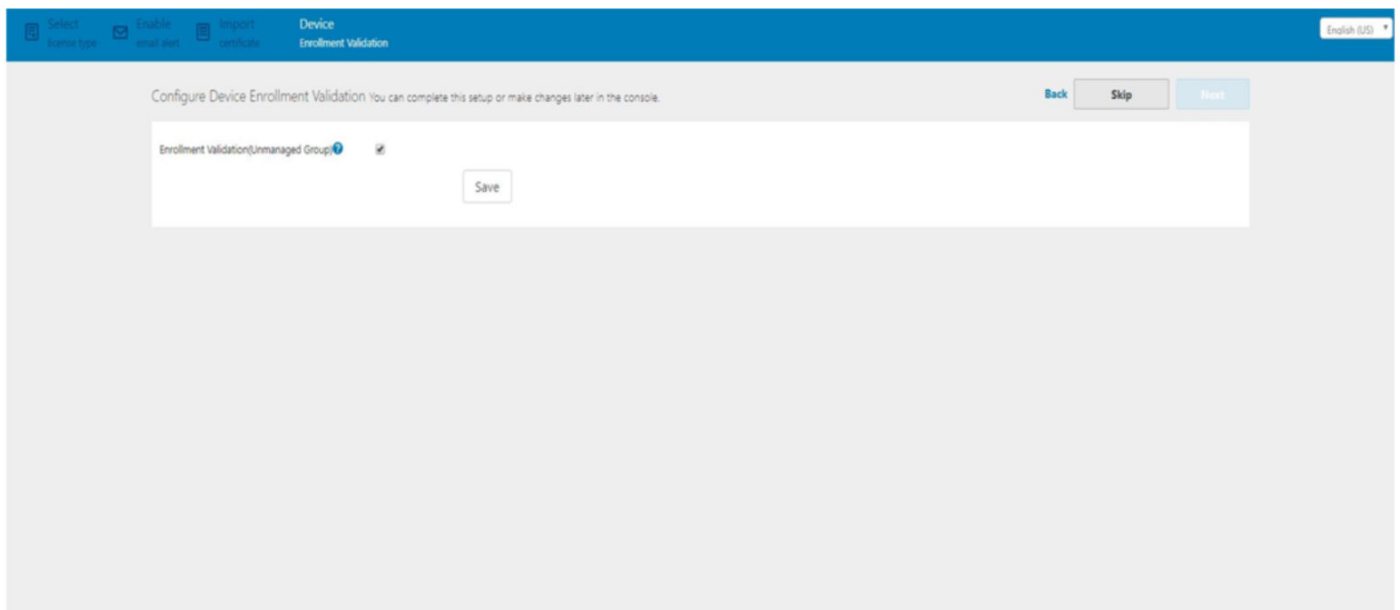 Select
license type
Enable
email alert
Import
certificate
Device
Enrollment Validation
English (US)
Configure Device Enrollment Validation You can complete this setup or make changes later in the console.
Back
Skip
Next
Enrollment Validation(Unmanaged Group)
Save